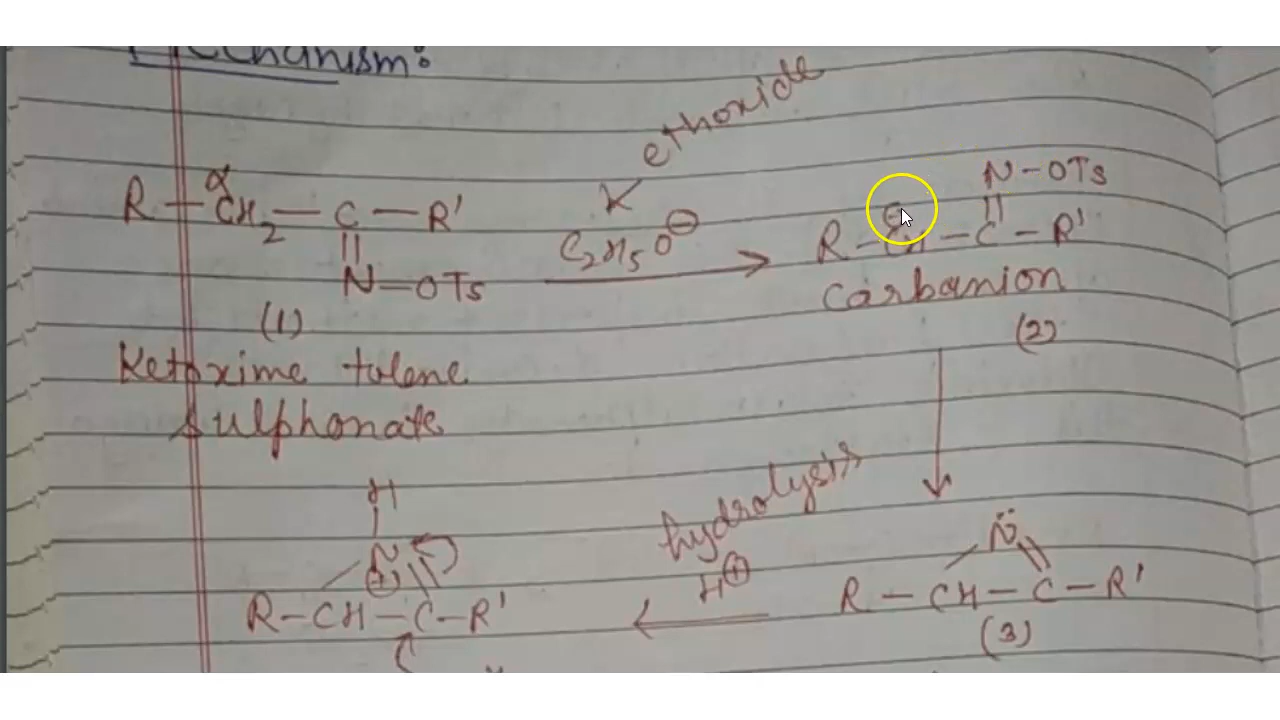 Mechanism:
K ethoxide
R - CH₂ - C - R'
α
||
N - OTs
(1)
Ketoxime tolene
sulphonate
C₂H₅O⊖
N - OTs
||
R - CH - C - R'
⊖
Carbanion
(2)
hydrolysis
H⊕
N̈
R - CH - C - R'
(3)
H
|
N
⊕
R - CH - C - R'